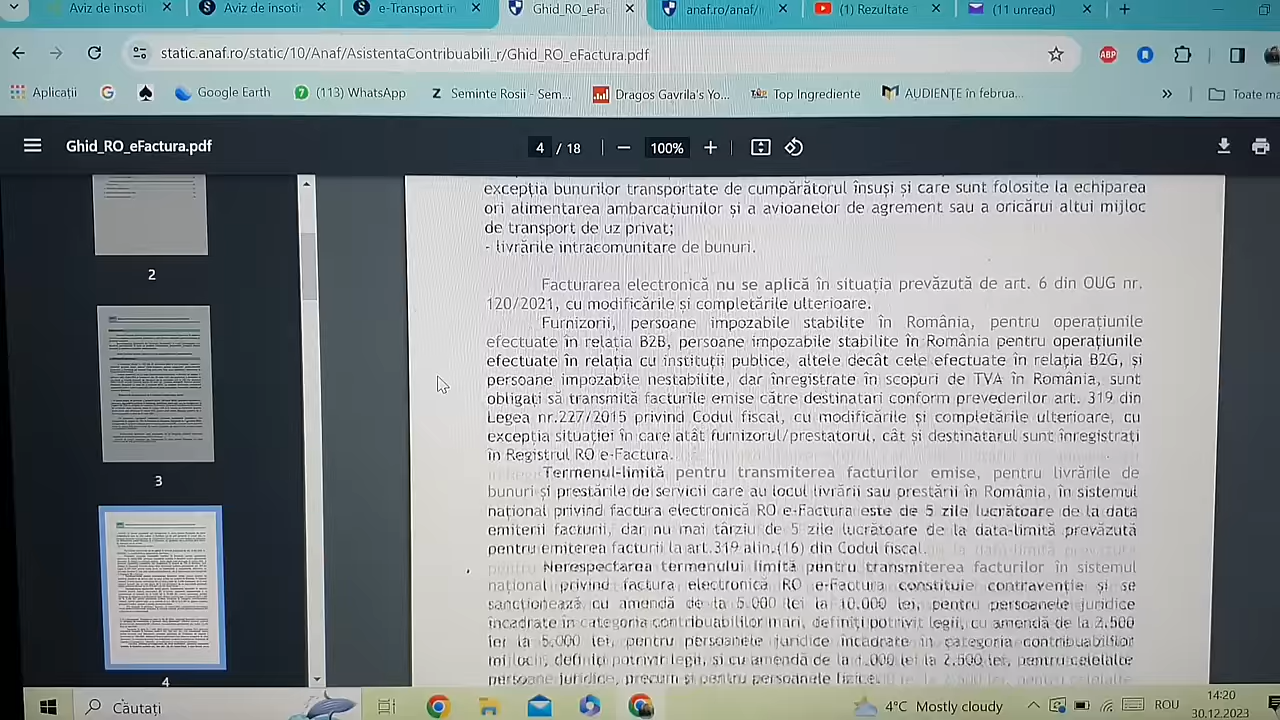 Aviz de însoți
Aviz de însoți
e-Transport în
Ghid_RO_eFac
anaf.ro/anaf/i
(1) Rezultate
(11 unread)
static.anaf.ro/static/10/Anaf/AsistentaContribuabili_r/Ghid_RO_eFactura.pdf
ABP
Aplicații
Google Earth
(113) WhatsApp
Z Seminte Rosii - Sem...
Dragos Gavrila's Yo...
Top Ingrediente
AUDIENȚE în februa...
Toate ma
Ghid_RO_eFactura.pdf
4 / 18
100%
2
3
4
excepția bunurilor transportate de cumpărătorul însuși și care sunt folosite la echiparea
ori alimentarea ambarcațiunilor și a avioanelor de agrement sau a oricărui altui mijloc
de transport de uz privat;
- livrările intracomunitare de bunuri.
Facturarea electronică nu se aplică în situația prevăzută de art. 6 din OUG nr.
120/2021, cu modificările și completările ulterioare.
Furnizorii, persoane impozabile stabilite în România, pentru operațiunile
efectuate în relația B2B, persoane impozabile stabilite în România pentru operațiunile
efectuate în relația cu instituții publice, altele decât cele efectuate în relația B2G, și
persoane impozabile nestabilite, dar înregistrate în scopuri de TVA în România, sunt
obligați să transmită facturile emise către destinatari conform prevederilor art. 319 din
Legea nr.227/2015 privind Codul fiscal, cu modificările și completările ulterioare, cu
excepția situației în care atât furnizorul/prestatorul, cât și destinatarul sunt înregistrați
în Registrul RO e-Factura.
Termenul-limită pentru transmiterea facturilor emise, pentru livrările de
bunuri și prestările de servicii care au locul livrării sau prestării în România, în sistemul
național privind factura electronică RO e-Factura este de 5 zile lucrătoare de la data
emiterii facturii, dar nu mai târziu de 5 zile lucrătoare de la data-limită prevăzută
pentru emiterea facturii la art.319 alin.(16) din Codul fiscal.
Nerespectarea termenului limită pentru transmiterea facturilor în sistemul
național privind factura electronică RO e-Factura constituie contravenție și se
sancționează cu amendă de la 5.000 lei la 10.000 lei, pentru persoanele juridice
încadrate în categoria contribuabililor mari, definiți potrivit legii, cu amendă de la 2.500
lei la 5.000 lei, pentru persoanele juridice încadrate în categoria contribuabililor
mijlocii, definiți potrivit legii, și cu amendă de la 1.000 lei la 2.500 lei, pentru celelalte
persoane juridice, precum și pentru persoanele fizice.
Căutați
4°C Mostly cloudy
ROU
14:20
30.12.2023